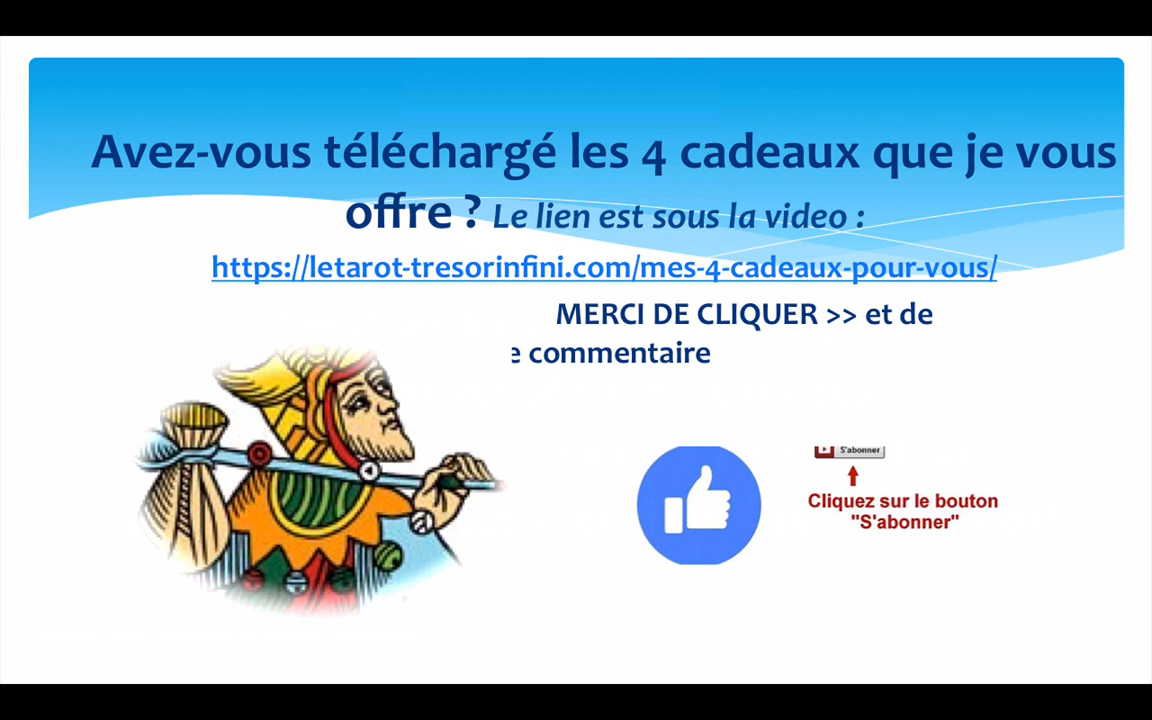 Avez-vous téléchargé les 4 cadeaux que je vous
offre ? Le lien est sous la video :
https://letarot-tresorinfini.com/mes-4-cadeaux-pour-vous/
MERCI DE CLIQUER >> et de
e commentaire
S'abonner
Cliquez sur le bouton
"S'abonner"